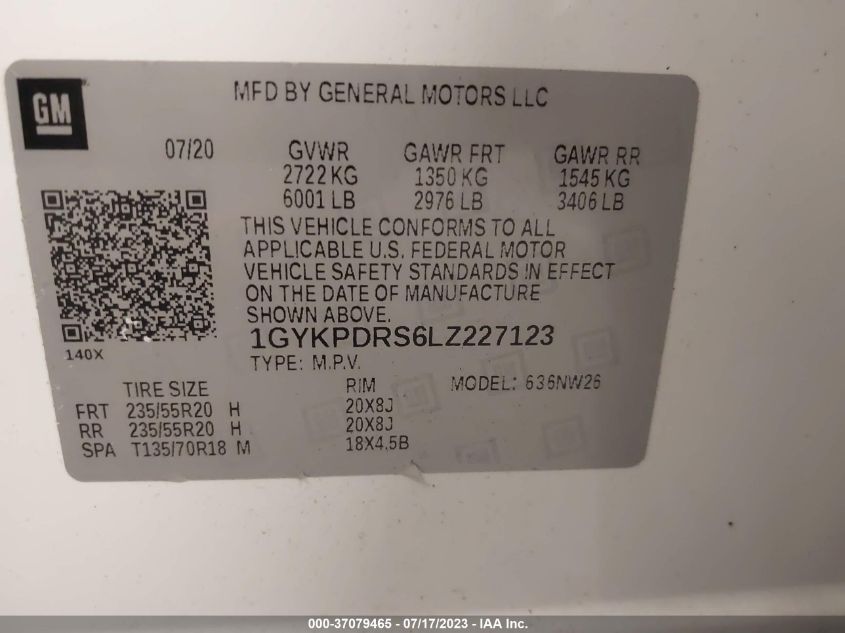 GM
MFD BY GENERAL MOTORS LLC
07/20 GVWR GAWR FRT GAWR RR
2722 KG 1350 KG 1545 KG
6001 LB 2976 LB 3406 LB
THIS VEHICLE CONFORMS TO ALL
APPLICABLE U.S. FEDERAL MOTOR
VEHICLE SAFETY STANDARDS IN EFFECT
ON THE DATE OF MANUFACTURE
SHOWN ABOVE.
1GYKPDRS6LZ227123
140X
TYPE: M.P.V.
TIRE SIZE RIM MODEL: 636NW26
FRT 235/55R20 H 20X8J
RR 235/55R20 H 20X8J
SPA T135/70R18 M 18X4.5B
000-37079465 - 07/17/2023 - IAA Inc.